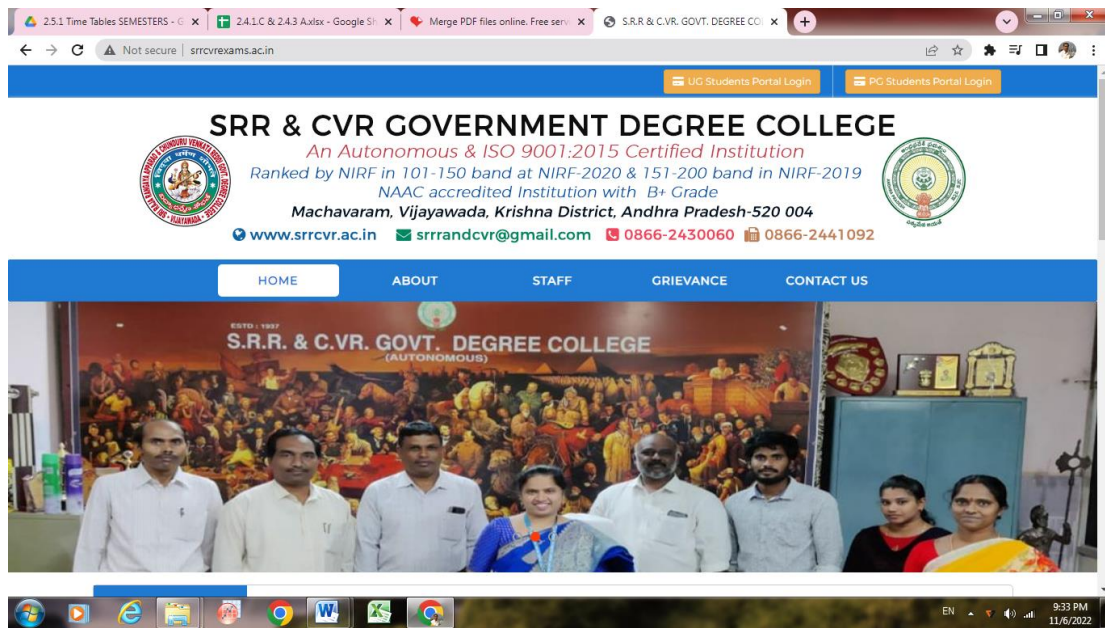 2.5.1 Time Tables SEMESTERS - G
2.4.1.C & 2.4.3 A.xlsx - Google Sh
Merge PDF files online. Free serv
S.R.R & C.VR. GOVT. DEGREE CO
Not secure | srrcvrexams.ac.in
UG Students Portal Login
PG Students Portal Login
SRR & CVR GOVERNMENT DEGREE COLLEGE
An Autonomous & ISO 9001:2015 Certified Institution
Ranked by NIRF in 101-150 band at NIRF-2020 & 151-200 band in NIRF-2019
NAAC accredited Institution with B+ Grade
Machavaram, Vijayawada, Krishna District, Andhra Pradesh-520 004
www.srrcvr.ac.in srrrandcvr@gmail.com 0866-2430060 0866-2441092
HOME
ABOUT
STAFF
GRIEVANCE
CONTACT US
ESTD : 1937
S.R.R. & C.VR. GOVT. DEGREE COLLEGE
(AUTONOMOUS)
EN
9:33 PM
11/6/2022